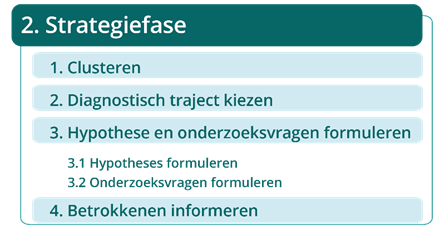 2. Strategiefase
1. Clusteren
2. Diagnostisch traject kiezen
3. Hypothese en onderzoeksvragen formuleren
3.1 Hypotheses formuleren
3.2 Onderzoeksvragen formuleren
4. Betrokkenen informeren